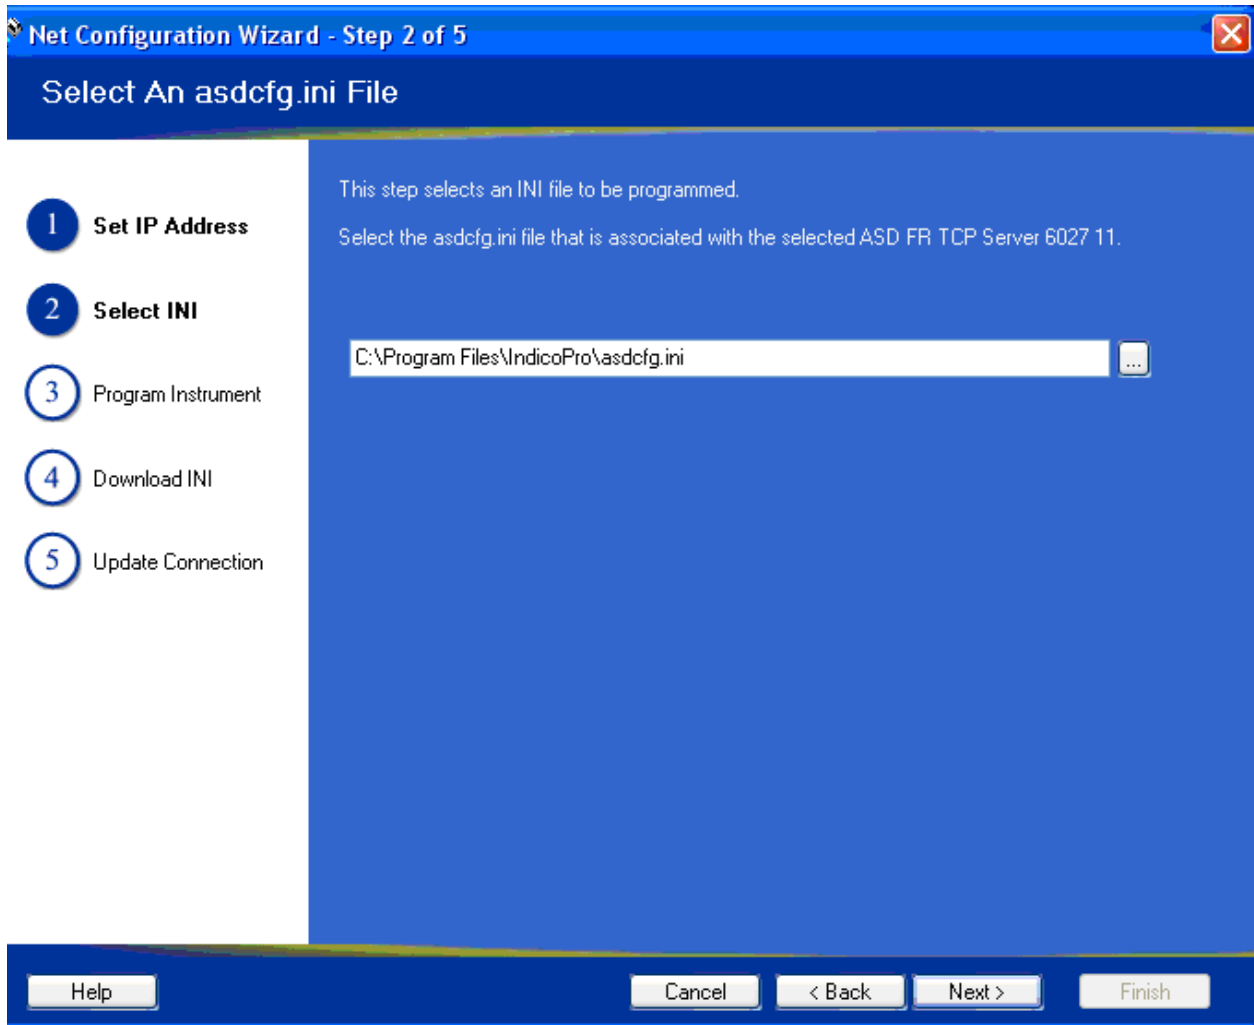 Net Configuration Wizard - Step 2 of 5
Select An asdcfg.ini File
This step selects an INI file to be programmed.
Select the asdcfg.ini file that is associated with the selected ASD FR TCP Server 6027 11.
C:\Program Files\IndicoPro\asdcfg.ini
...
1 Set IP Address
2 Select INI
3 Program Instrument
4 Download INI
5 Update Connection
Help
Cancel
< Back
Next >
Finish